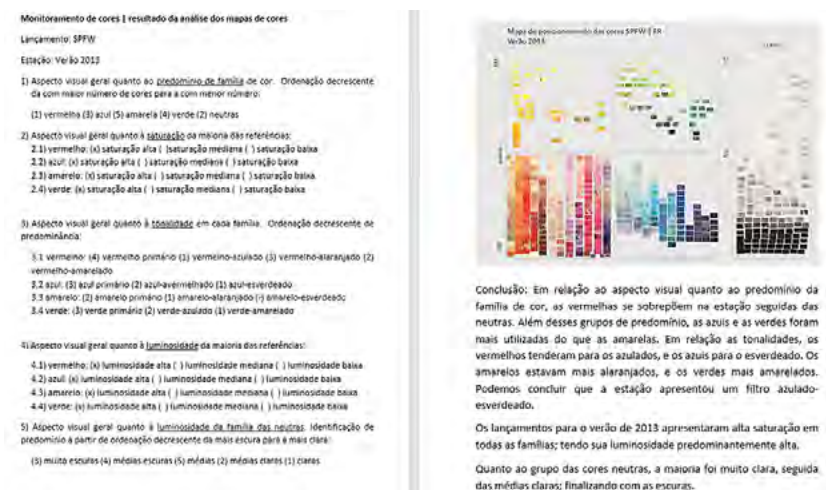 Monitoramento de cores | resultado da análise dos mapas de cores
Lançamento: SPFW
Estação: Verão 2013
1) Aspecto visual geral quanto ao predomínio de família de cor. Ordenação decrescente
da com maior número de cores para a com menor número:
(1) vermelha (3) azul (5) amarela (4) verde (2) neutras
2) Aspecto visual geral quanto à saturação da maioria das referências:
2.1) vermelho: (x) saturação alta ( )saturação mediana ( ) saturação baixa
2.2) azul: (x) saturação alta ( ) saturação mediana ( ) saturação baixa
2.3) amarelo: (x) saturação alta ( ) saturação mediana ( ) saturação baixa
2.4) verde: (x) saturação alta ( ) saturação mediana ( ) saturação baixa
3) Aspecto visual geral quanto à tonalidade em cada família. Ordenação decrescente de
predominância:
3.1 vermelho: (4) vermelho primário (1) vermelho-azulado (3) vermelho-alaranjado (2)
vermelho-amarelado
3.2 azul: (3) azul primário (2) azul-avermelhado (1) azul-esverdeado
3.3 amarelo: (2) amarelo primário (1) amarelo-alaranjado (-) amarelo-esverdeado
3.4 verde: (3) verde primário (2) verde-azulado (1) verde-amarelado
4) Aspecto visual geral quanto à luminosidade da maioria das referências:
4.1) vermelho: (x) luminosidade alta ( ) luminosidade mediana ( ) luminosidade baixa
4.2) azul: (x) luminosidade alta ( ) luminosidade mediana ( ) luminosidade baixa
4.3) amarelo: (x) luminosidade alta ( ) luminosidade mediana ( ) luminosidade baixa
4.4) verde: (x) luminosidade alta ( ) luminosidade mediana ( ) luminosidade baixa
5) Aspecto visual geral quanto à luminosidade da família das neutras. Identificação de
predomínio a partir de ordenação decrescente da mais escura para a mais clara:
(3) muito escuras (4) médias escuras (5) médias (2) médias claras (1) claras
Mapa de posicionamento das cores SPFW |
Verão 2013
Conclusão: Em relação ao aspecto visual quanto ao predomínio da
família de cor, as vermelhas se sobrepõem na estação seguidas das
neutras. Além desses grupos de predomínio, as azuis e as verdes foram
mais utilizadas do que as amarelas. Em relação as tonalidades, os
vermelhos tenderam para os azulados, e os azuis para o esverdeado. Os
amarelos estavam mais alaranjados, e os verdes mais amarelados.
Podemos concluir que a estação apresentou um filtro azulado-
esverdeado.
Os lançamentos para o verão de 2013 apresentaram alta saturação em
todas as famílias; tendo sua luminosidade predominantemente alta.
Quanto ao grupo das cores neutras, a maioria foi muito clara, seguida
das médias claras; finalizando com as escuras.